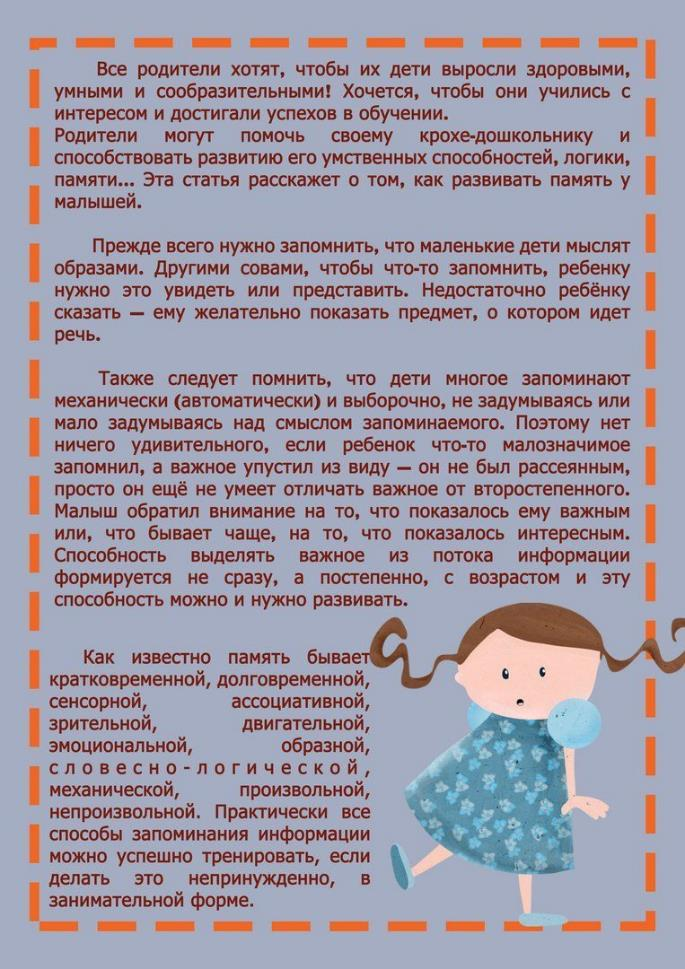 Все родители хотят, чтобы их дети выросли здоровыми,
умными и сообразительными! Хочется, чтобы они учились с
интересом и достигали успехов в обучении.
Родители могут помочь своему крохе-дошкольнику и
способствовать развитию его умственных способностей, логики,
памяти... Эта статья расскажет о том, как развивать память у
малышей.
Прежде всего нужно запомнить, что маленькие дети мыслят
образами. Другими совами, чтобы что-то запомнить, ребенку
нужно это увидеть или представить. Недостаточно ребёнку
сказать — ему желательно показать предмет, о котором идет
речь.
Также следует помнить, что дети многое запоминают
механически (автоматически) и выборочно, не задумываясь или
мало задумываясь над смыслом запоминаемого. Поэтому нет
ничего удивительного, если ребенок что-то малозначимое
запомнил, а важное упустил из виду — он не был рассеянным,
просто он ещё не умеет отличать важное от второстепенного.
Малыш обратил внимание на то, что показалось ему важным
или, что бывает чаще, на то, что показалось интересным.
Способность выделять важное из потока информации
формируется не сразу, а постепенно, с возрастом и эту
способность можно и нужно развивать.
Как известно память бывает
кратковременной, долговременной,
сенсорной, ассоциативной,
зрительной, двигательной,
эмоциональной, образной,
словесно-логической,
механической, произвольной,
непроизвольной. Практически все
способы запоминания информации
можно успешно тренировать, если
делать это непринужденно, в
занимательной форме.